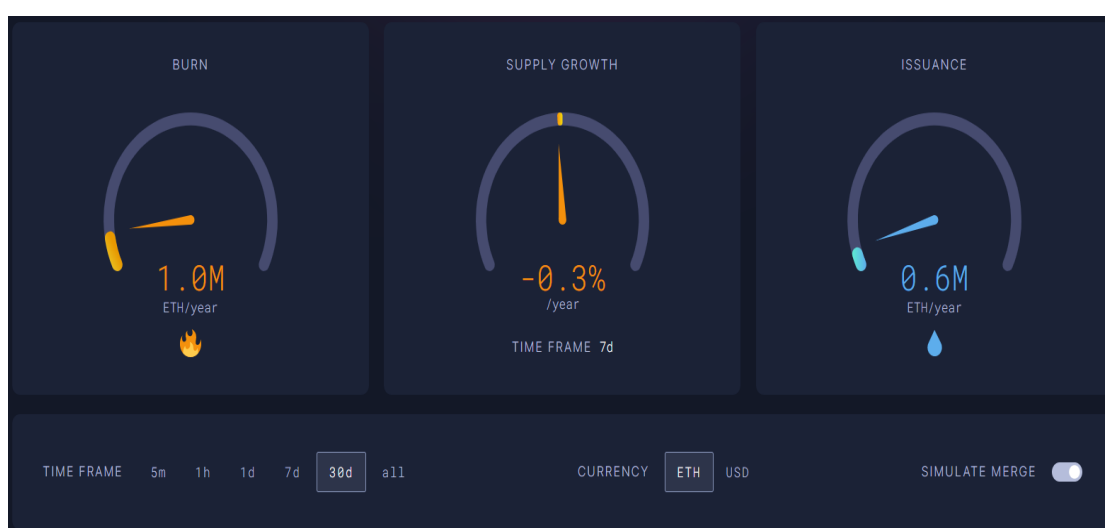 BURN
1.0M
ETH/year
SUPPLY GROWTH
-0.3%
/year
TIME FRAME 7d
ISSUANCE
0.6M
ETH/year
TIME FRAME 5m 1h 1d 7d 30d all
CURRENCY ETH USD
SIMULATE MERGE